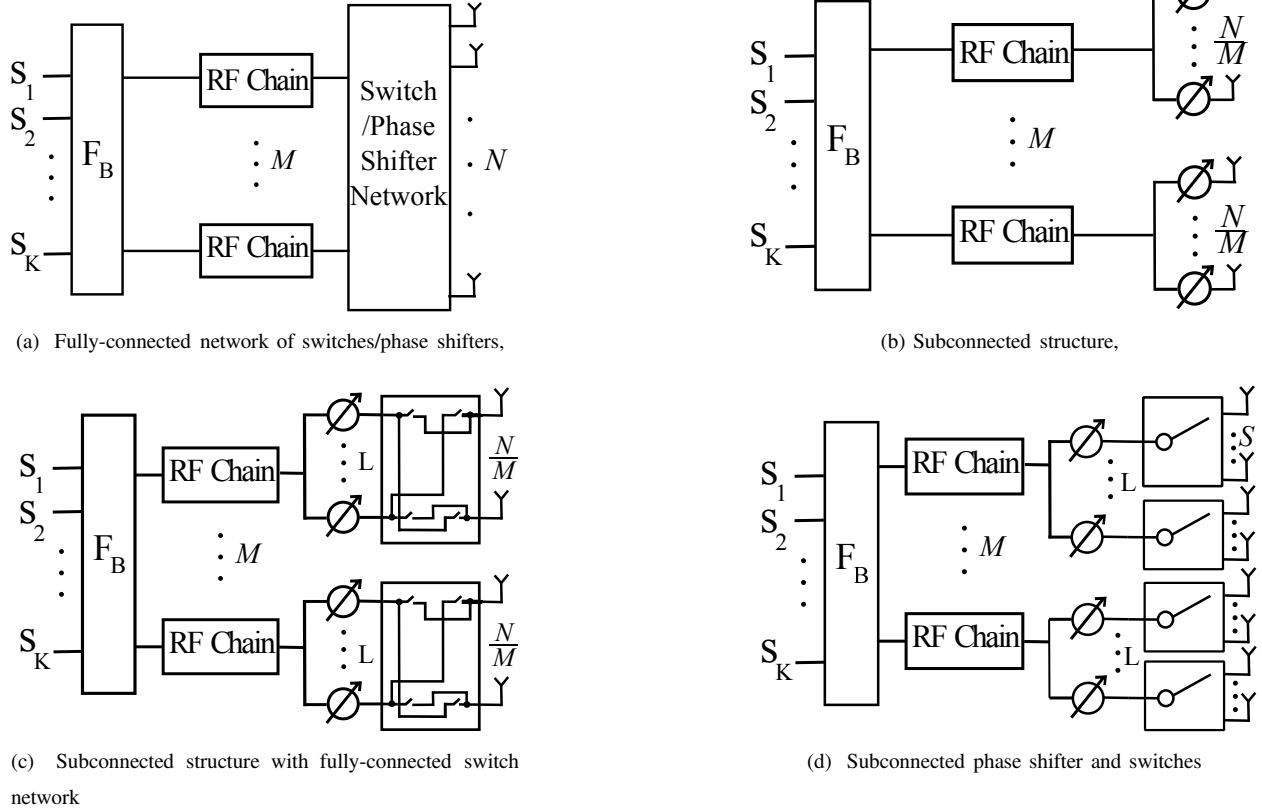 S1
S2
SK
FB
RF Chain
M
RF Chain
Switch
/Phase
Shifter
Network
N
(a) Fully-connected network of switches/phase shifters,
S1
S2
SK
FB
RF Chain
M
RF Chain
N
M
N
M
(b) Subconnected structure,
S1
S2
SK
FB
RF Chain
M
RF Chain
L
N
M
L
N
M
(c) Subconnected structure with fully-connected switch
network
S1
S2
SK
FB
RF Chain
M
RF Chain
L
S
L
(d) Subconnected phase shifter and switches